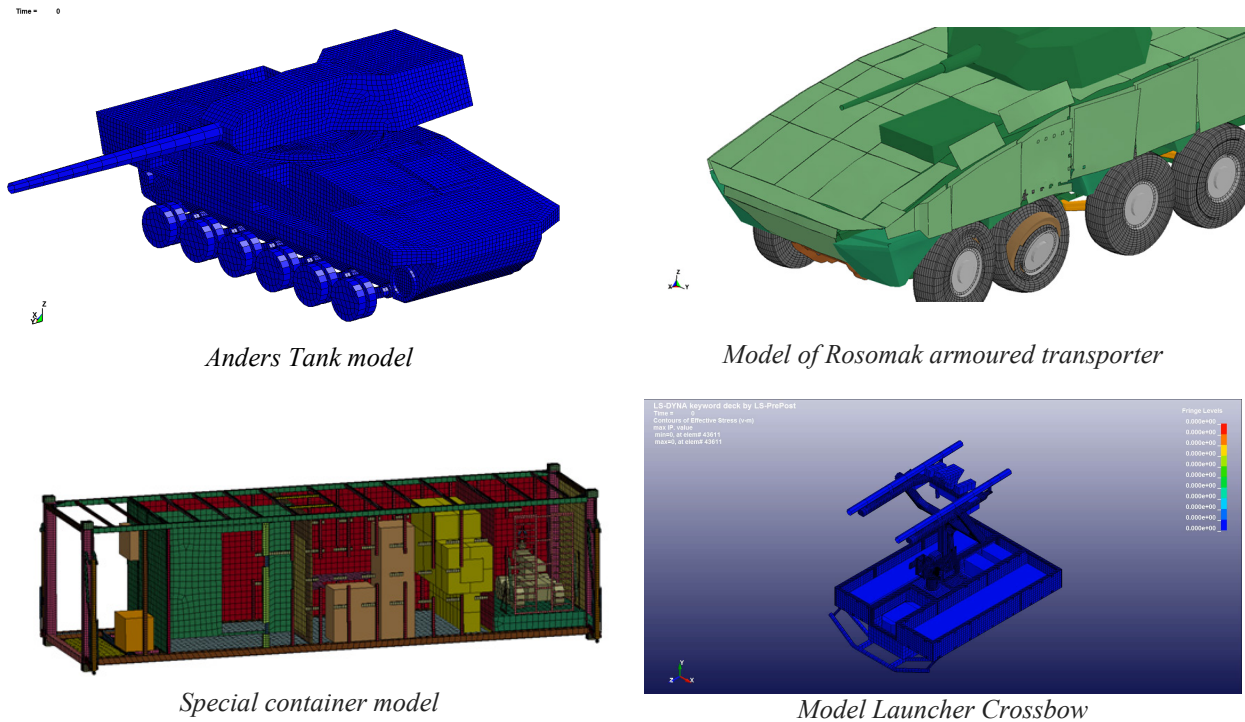 Time =    0
Z
X
Y
Anders Tank model
Z
X
Y
Model of Rosomak armoured transporter
Special container model
LS-DYNA keyword deck by LS-PrePost
Time =    0
Contours of Effective Stress (v-m)
max IP. value
min=0, at elem# 43611
max=0, at elem# 43611
Fringe Levels
0.000e+00
0.000e+00
0.000e+00
0.000e+00
0.000e+00
0.000e+00
0.000e+00
0.000e+00
0.000e+00
0.000e+00
0.000e+00
Y
Z
X
Model Launcher Crossbow